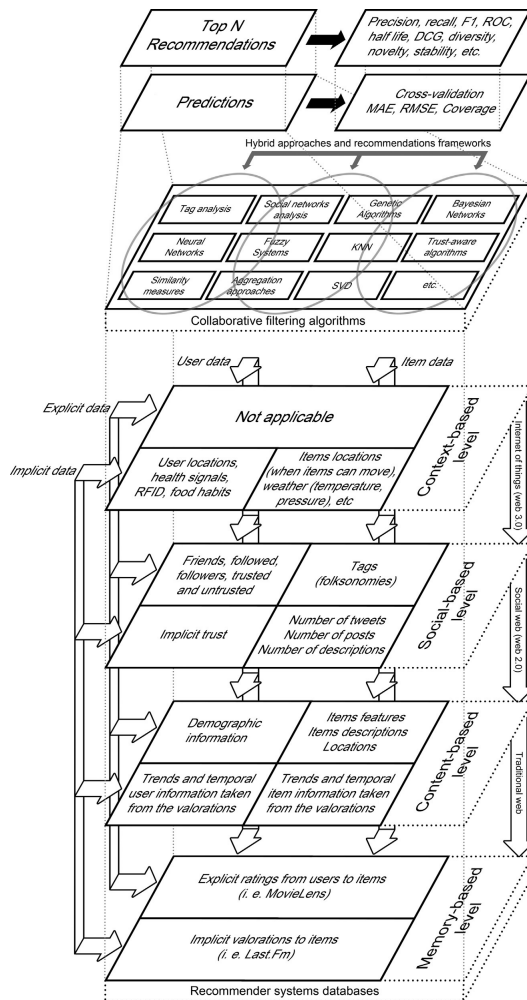 Top N
Recommendations
Precision, recall, F1, ROC,
half life, DCG, diversity,
novelty, stability, etc.
Predictions
Cross-validation
MAE, RMSE, Coverage
Hybrid approaches and recommendations frameworks
Tag analysis
Social networks
analysis
Genetic
Algorithms
Bayesian
Networks
Neural
Networks
Fuzzy
Systems
KNN
Trust-aware
algorithms
Similarity
measures
Aggregation
approaches
SVD
etc.
Collaborative filtering algorithms
User data
Item data
Explicit data
Implicit data
Not applicable
User locations,
health signals,
RFID, food habits
Items locations
(when items can move),
weather (temperature,
pressure), etc
Context-based
level
Internet of things (web 3.0)
Friends, followed,
followers, trusted
and untrusted
Tags
(folksonomies)
Implicit trust
Number of tweets
Number of posts
Number of descriptions
Social-based
level
Social web (web 2.0)
Demographic
information
Items features
Items descriptions
Locations
Trends and temporal
user information taken
from the valorations
Trends and temporal
item information taken
from the valorations
Content-based
level
Traditional web
Explicit ratings from users to items
(i. e. MovieLens)
Implicit valorations to items
(i. e. Last.Fm)
Memory-based
level
Recommender systems databases